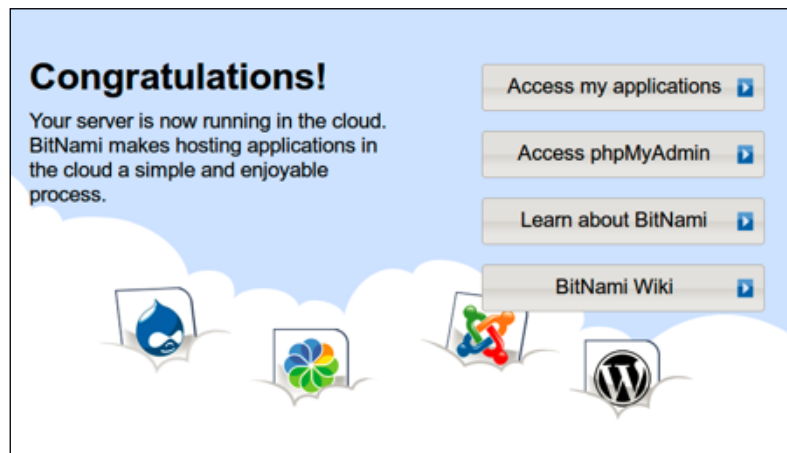 Congratulations!
Your server is now running in the cloud.
BitNami makes hosting applications in
the cloud a simple and enjoyable
process.
Access my applications
Access phpMyAdmin
Learn about BitNami
BitNami Wiki